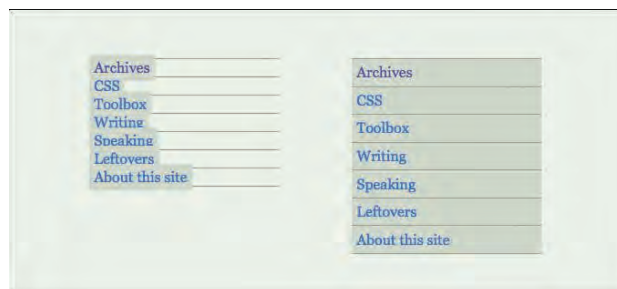 Archives
CSS
Toolbox
Writing
Speaking
Leftovers
About this site
Archives
CSS
Toolbox
Writing
Speaking
Leftovers
About this site